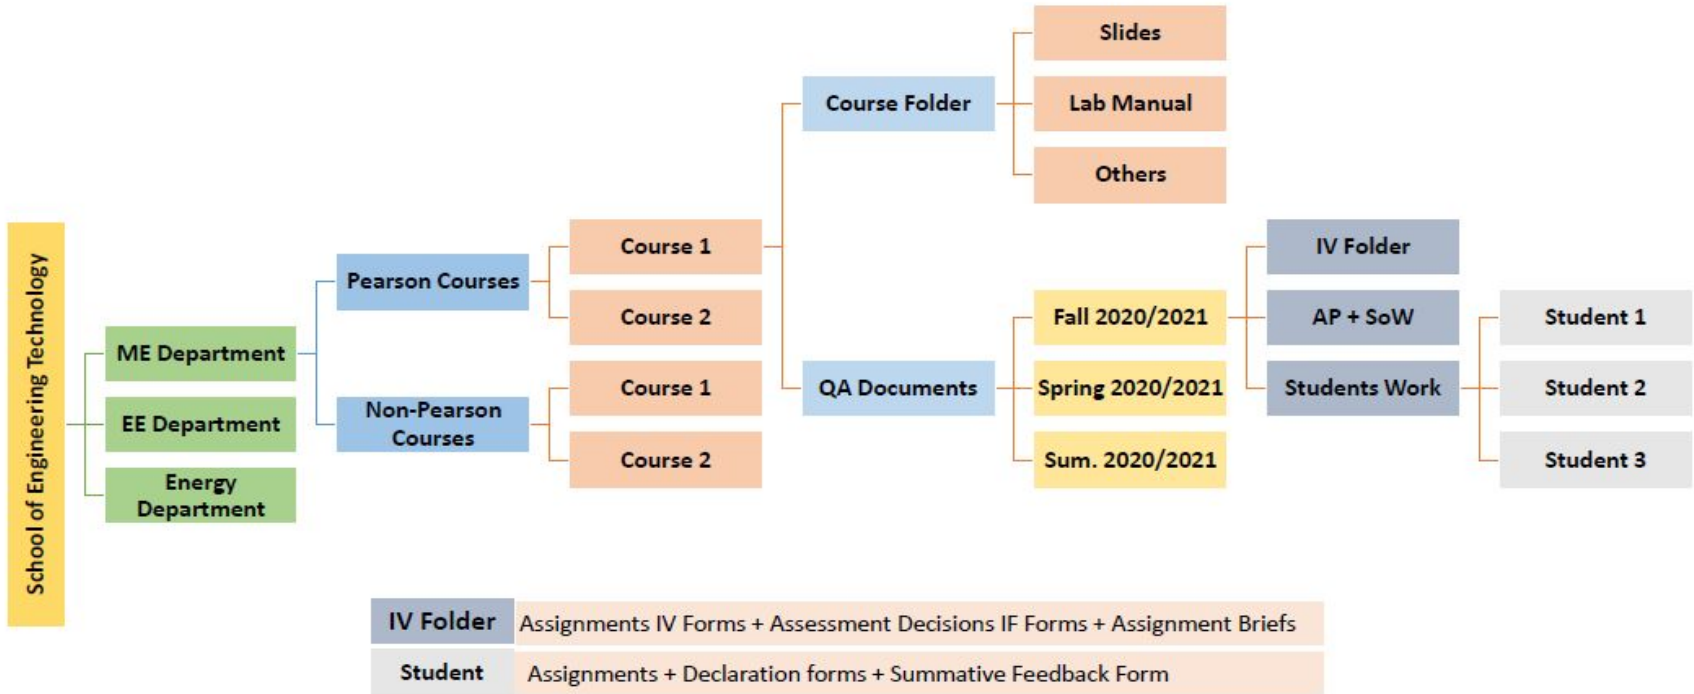 School of Engineering Technology
ME Department
EE Department
Energy
Department
Pearson Courses
Non-Pearson
Courses
Course 1
Course 2
Course 1
Course 2
Course Folder
QA Documents
Slides
Lab Manual
Others
Fall 2020/2021
Spring 2020/2021
Sum. 2020/2021
IV Folder
AP + SoW
Students Work
Student 1
Student 2
Student 3
IV Folder Assignments IV Forms + Assessment Decisions IF Forms + Assignment Briefs
Student Assignments + Declaration forms + Summative Feedback Form